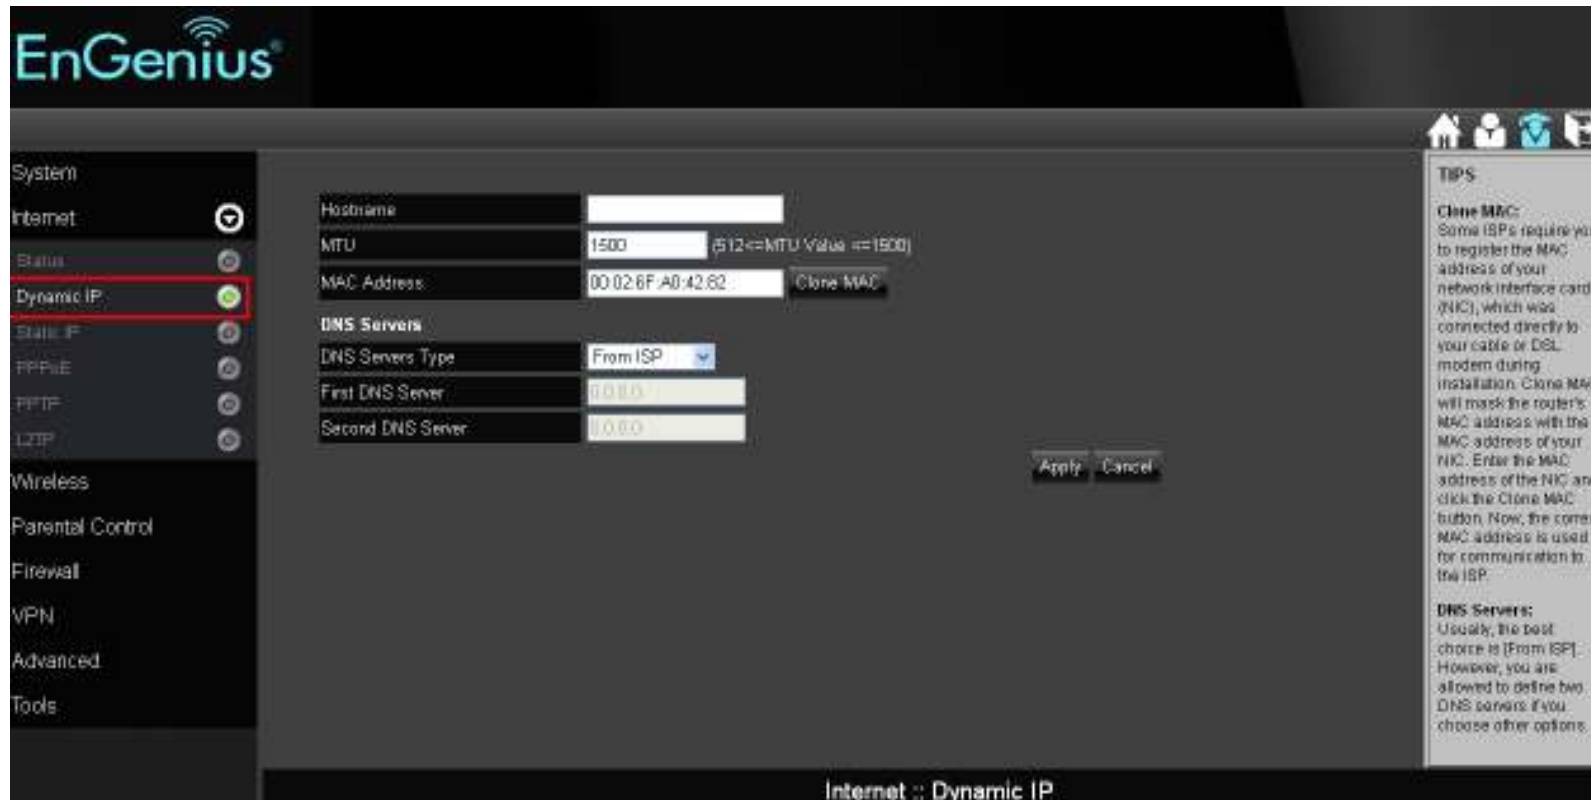 EnGenius®
System
Internet
Status
Dynamic IP
Static IP
PPPoE
PPTP
L2TP
Wireless
Parental Control
Firewall
VPN
Advanced
Tools
Hostname
MTU 1500 (512<=MTU Value <=1500)
MAC Address 00:02:6F:A0:42:82 Clone MAC
DNS Servers
DNS Servers Type From ISP
First DNS Server 0.0.0.0
Second DNS Server 0.0.0.0
Apply Cancel
TIPS
Clone MAC:
Some ISPs require you
to register the MAC
address of your
network interface card
(NIC), which was
connected directly to
your cable or DSL
modem during
installation. Clone MAC
will mask the router's
MAC address with the
MAC address of your
NIC. Enter the MAC
address of the NIC and
click the Clone MAC
button. Now, the correc
MAC address is used
for communication to
the ISP.
DNS Servers:
Usually, the best
choice is [From ISP].
However, you are
allowed to define two
DNS servers if you
choose other options.
Internet :: Dynamic IP